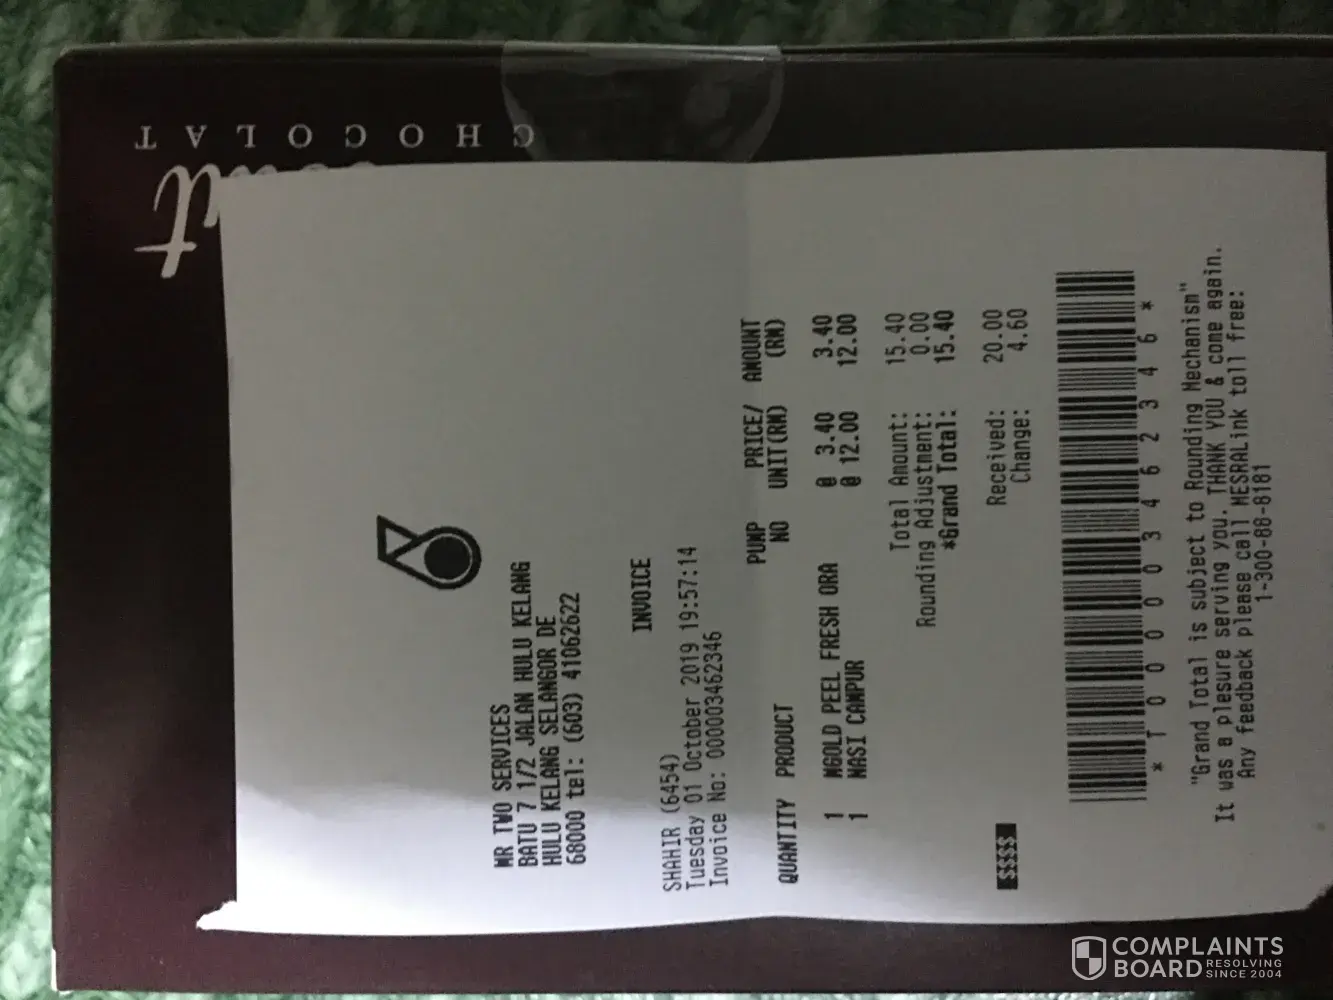 CHOCOLAT
MR TWO SERVICES
BATU 7 1/2 JALAN HULU KELANG
HULU KELANG SELANGOR DE
68000 tel: (603) 41062622
INVOICE
SHAHIR (6454)
Tuesday 01 October 2019 19:57:14
Invoice No: 000003462346
QUANTITY PRODUCT PUMP NO PRICE/ UNIT(RM) AMOUNT (RM)
1 MGOLD PEEL FRESH ORA @ 3.40 3.40
1 NASI CAMPUR @ 12.00 12.00
Total Amount: 15.40
Rounding Adjustment: 0.00
*Grand Total: 15.40
$$$$ Received: 20.00
Change: 4.60
* T 0 0 0 0 0 3 4 6 2 3 4 6 *
"Grand Total is subject to Rounding Mechanism"
It was a plesure serving you. THANK YOU & come again.
Any feedback please call MESRALink toll free:
1-300-88-8181
COMPLAINTS
BOARD RESOLVING SINCE 2004